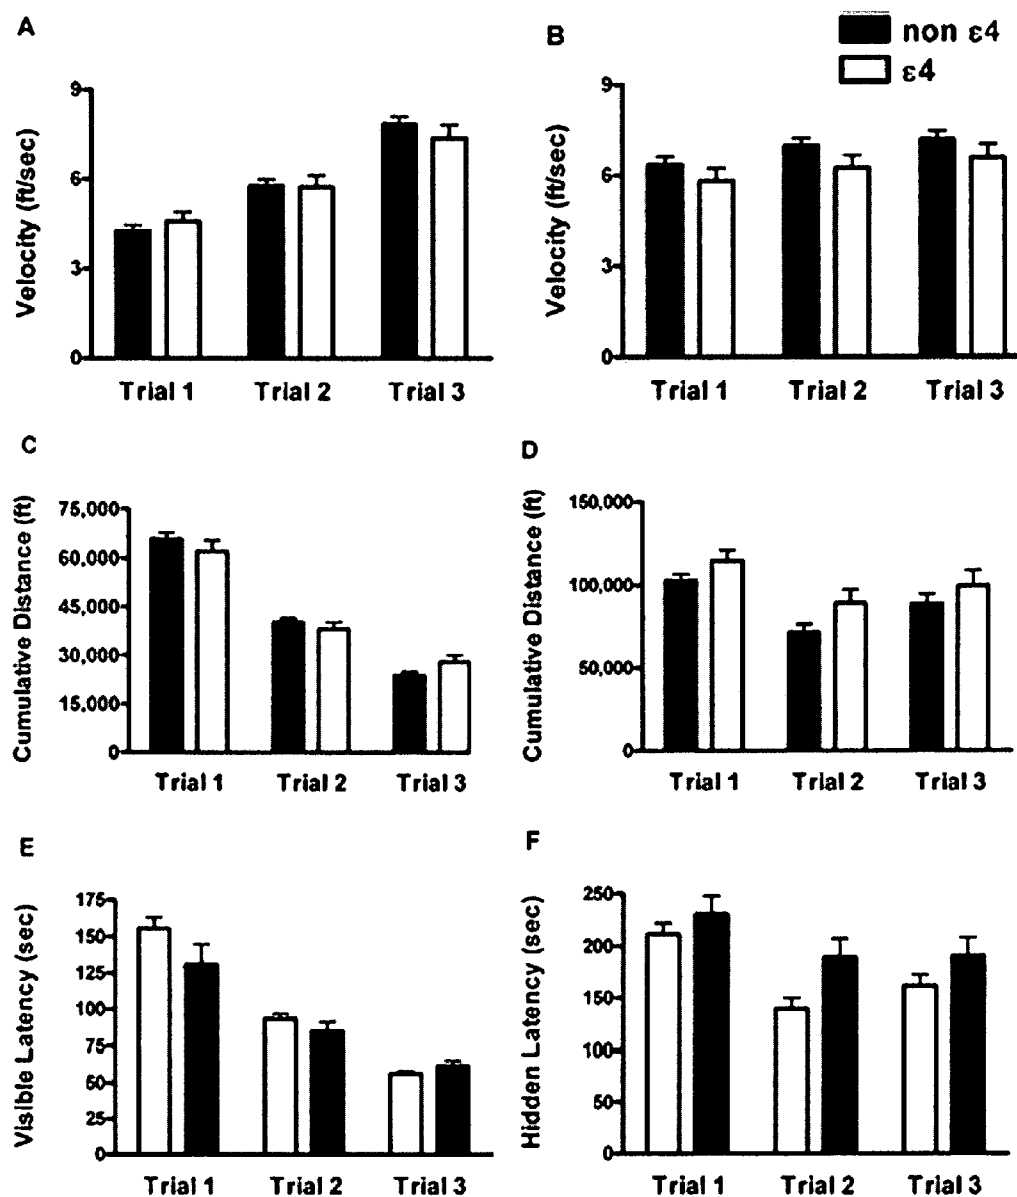 A
B
non ε4
ε4
Velocity (ft/sec)
9
6
3
0
Trial 1 Trial 2 Trial 3
Velocity (ft/sec)
9
6
3
0
Trial 1 Trial 2 Trial 3
C
Cumulative Distance (ft)
75,000
60,000
45,000
30,000
15,000
0
Trial 1 Trial 2 Trial 3
D
Cumulative Distance (ft)
150,000
100,000
50,000
0
Trial 1 Trial 2 Trial 3
E
Visible Latency (sec)
175
150
125
100
75
50
25
0
Trial 1 Trial 2 Trial 3
F
Hidden Latency (sec)
250
200
150
100
50
0
Trial 1 Trial 2 Trial 3